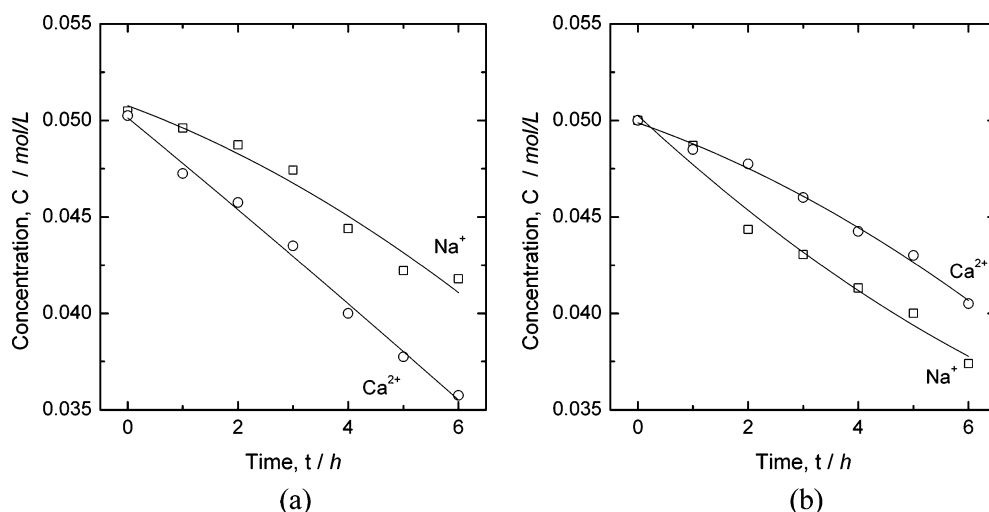 0.055
0.050
0.045
0.040
0.035
Concentration, C / mol/L
Na⁺
Ca²⁺
0 2 4 6
Time, t / h
(a)
0.055
0.050
0.045
0.040
0.035
Concentration, C / mol/L
Ca²⁺
Na⁺
0 2 4 6
Time, t / h
(b)